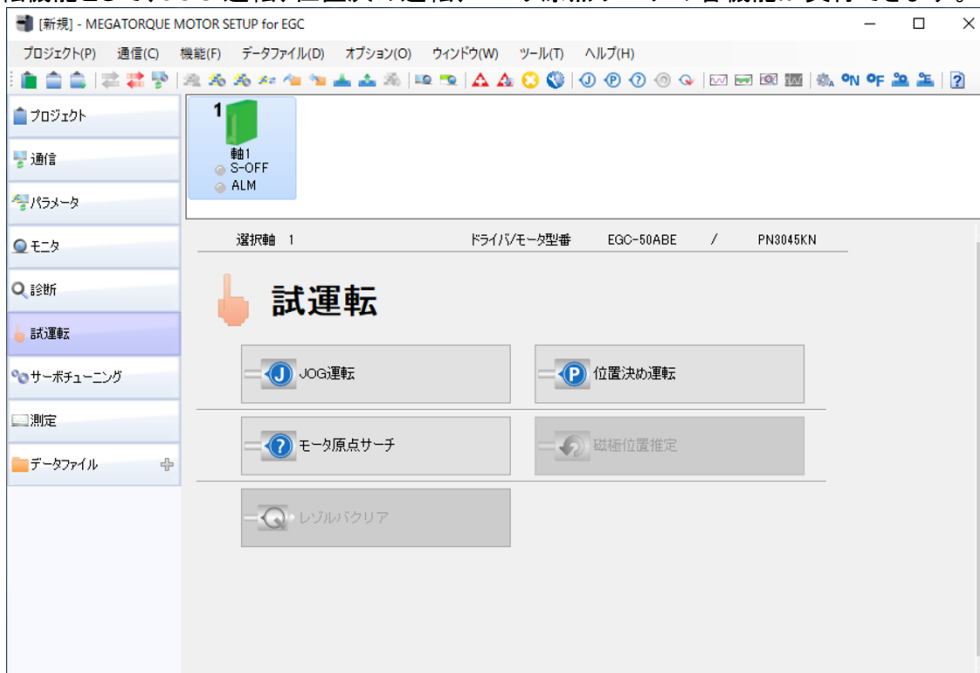 [新規] - MEGATORQUE MOTOR SETUP for EGC
プロジェクト(P) 通信(C) 機能(F) データファイル(D) オプション(O) ウィンドウ(W) ツール(T) ヘルプ(H)
プロジェクト
通信
パラメータ
モニタ
診断
試運転
サーボチューニング
測定
データファイル
1
軸1
S-OFF
ALM
選択軸 1 ドライバ/モータ型番 EGC-50ABE / PN3045KN
試運転
JOG運転 位置決め運転
モータ原点サーチ 磁極位置推定
レゾルバクリア